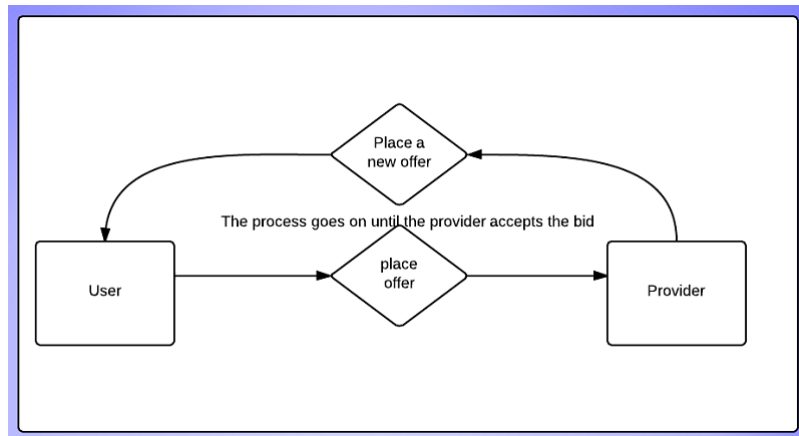 Place a
new offer
The process goes on until the provider accepts the bid
place
offer
User
Provider